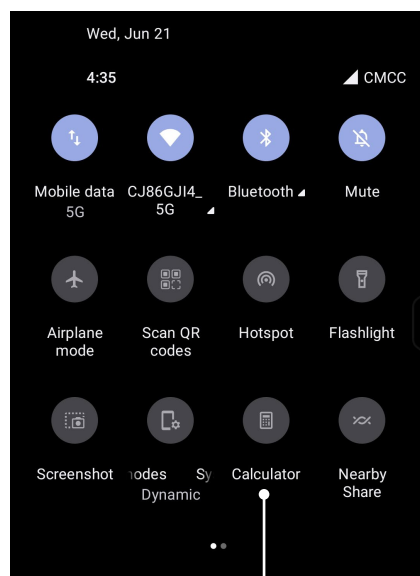 Wed, Jun 21
4:35 CMCC
Mobile data CJ86GJI4_ Bluetooth Mute
5G 5G
Airplane Scan QR Hotspot Flashlight
mode codes
Screenshot odes Sy Calculator Nearby
Dynamic Share